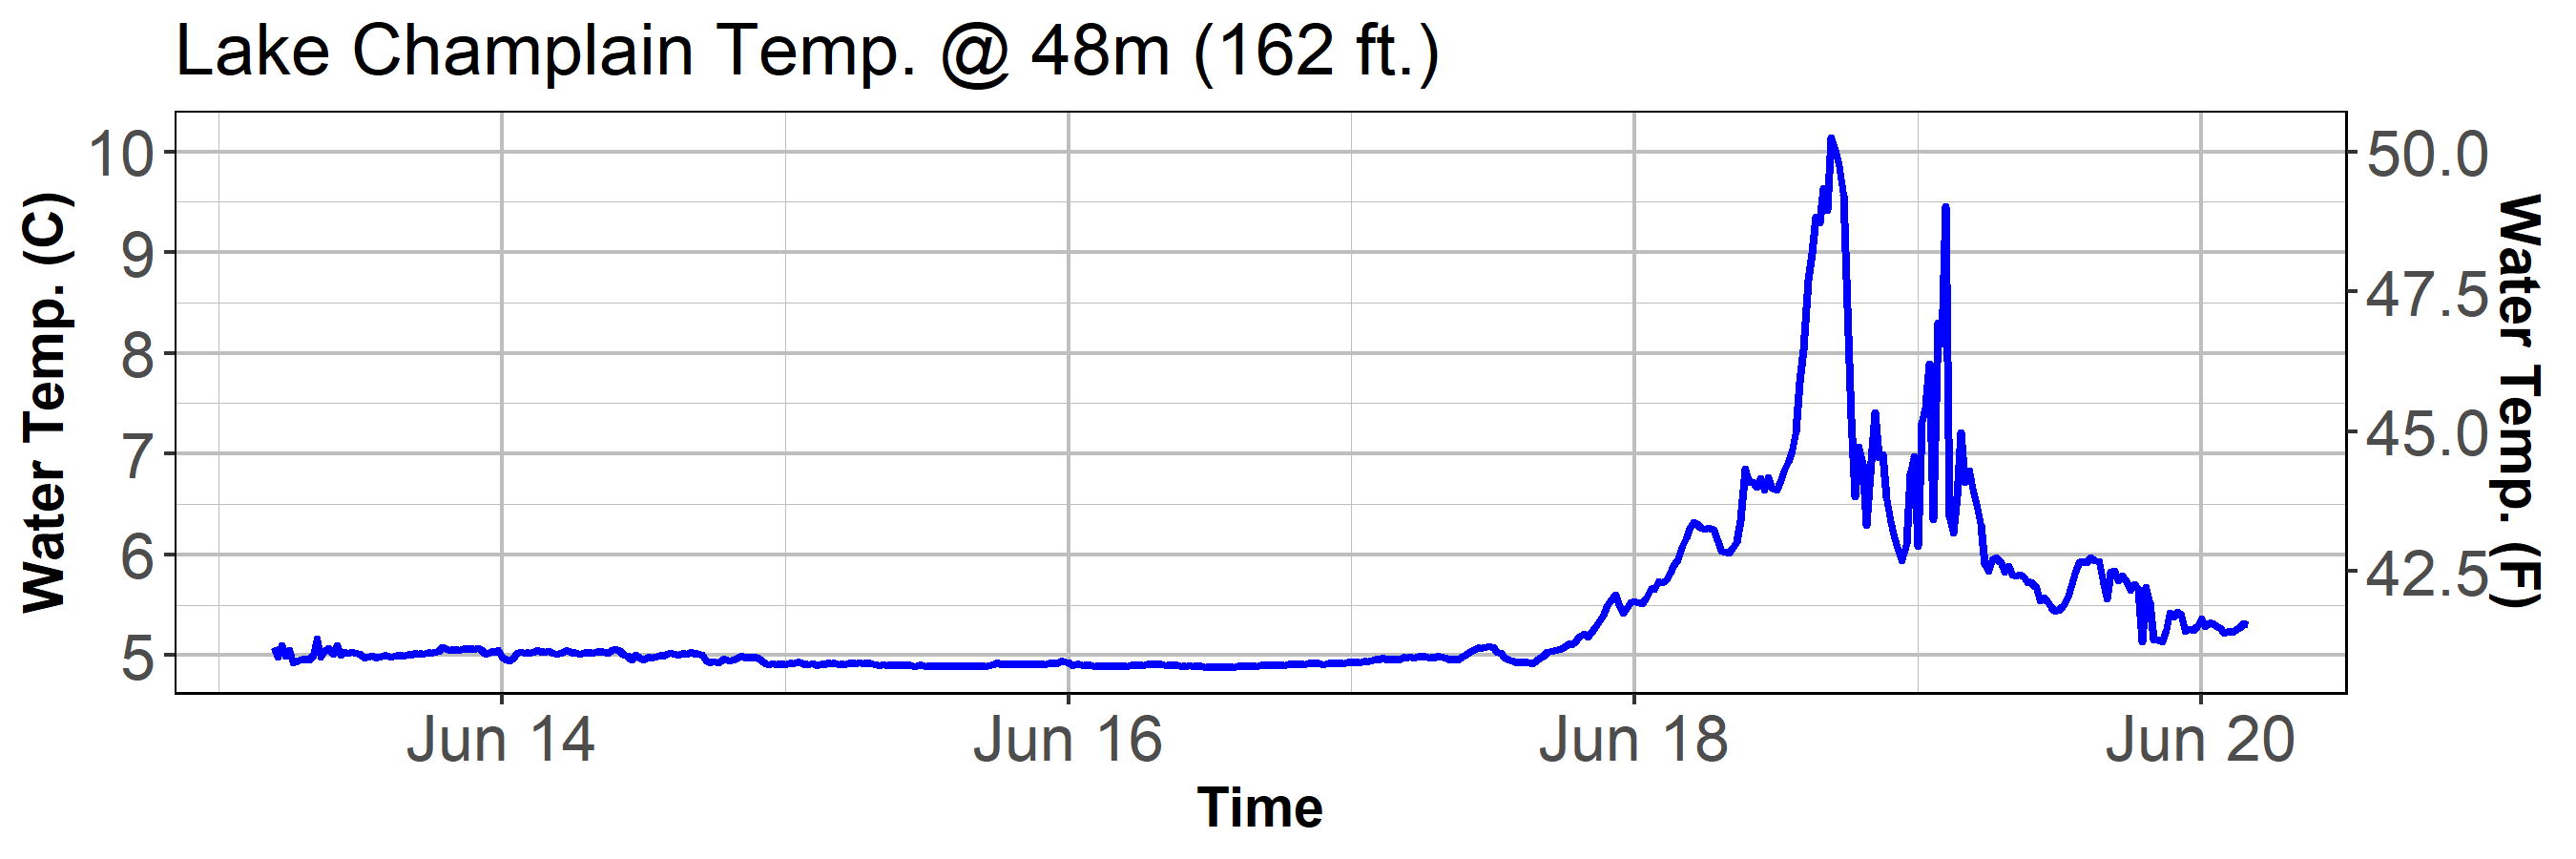 Lake Champlain Temp. @ 48m (162 ft.)
Water Temp. (C)
10
9
8
7
6
5
50.0
47.5
45.0
42.5
Water Temp. (F)
Jun 14
Jun 16
Jun 18
Jun 20
Time